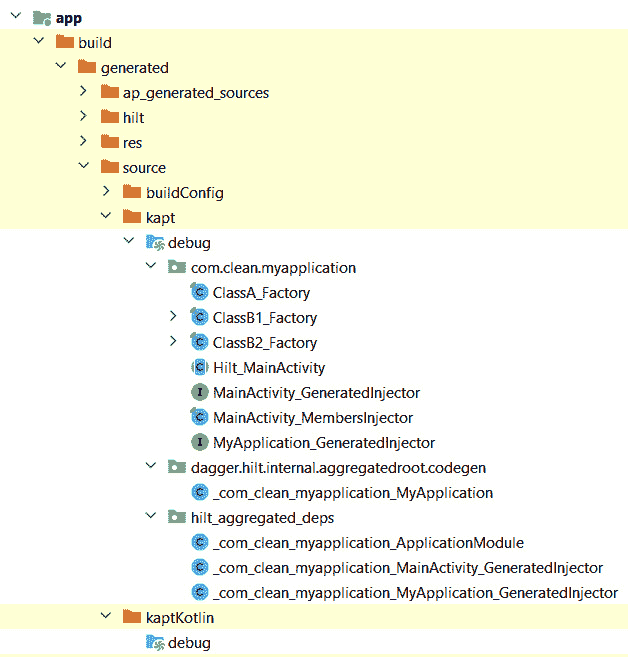 app
build
generated
ap_generated_sources
hilt
res
source
buildConfig
kapt
debug
com.clean.myapplication
C ClassA_Factory
C ClassB1_Factory
C ClassB2_Factory
C Hilt_MainActivity
I MainActivity_GeneratedInjector
C MainActivity_MembersInjector
I MyApplication_GeneratedInjector
dagger.hilt.internal.aggregatedroot.codegen
C _com_clean_myapplication_MyApplication
hilt_aggregated_deps
C _com_clean_myapplication_ApplicationModule
C _com_clean_myapplication_MainActivity_GeneratedInjector
C _com_clean_myapplication_MyApplication_GeneratedInjector
kaptKotlin
debug